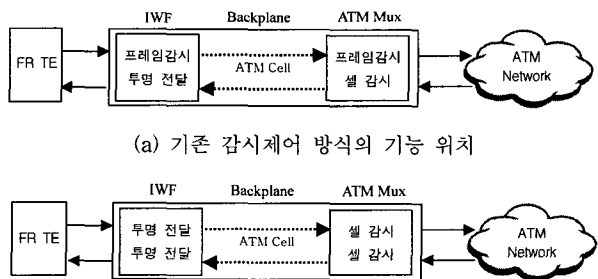 IWF Backplane ATM Mux
FR TE
프레임감시
투명 전달
ATM Cell
프레임감시
셀 감시
ATM
Network
(a) 기존 감시제어 방식의 기능 위치
IWF Backplane ATM Mux
FR TE
투명 전달
투명 전달
ATM Cell
셀 감시
셀 감사
ATM
Network